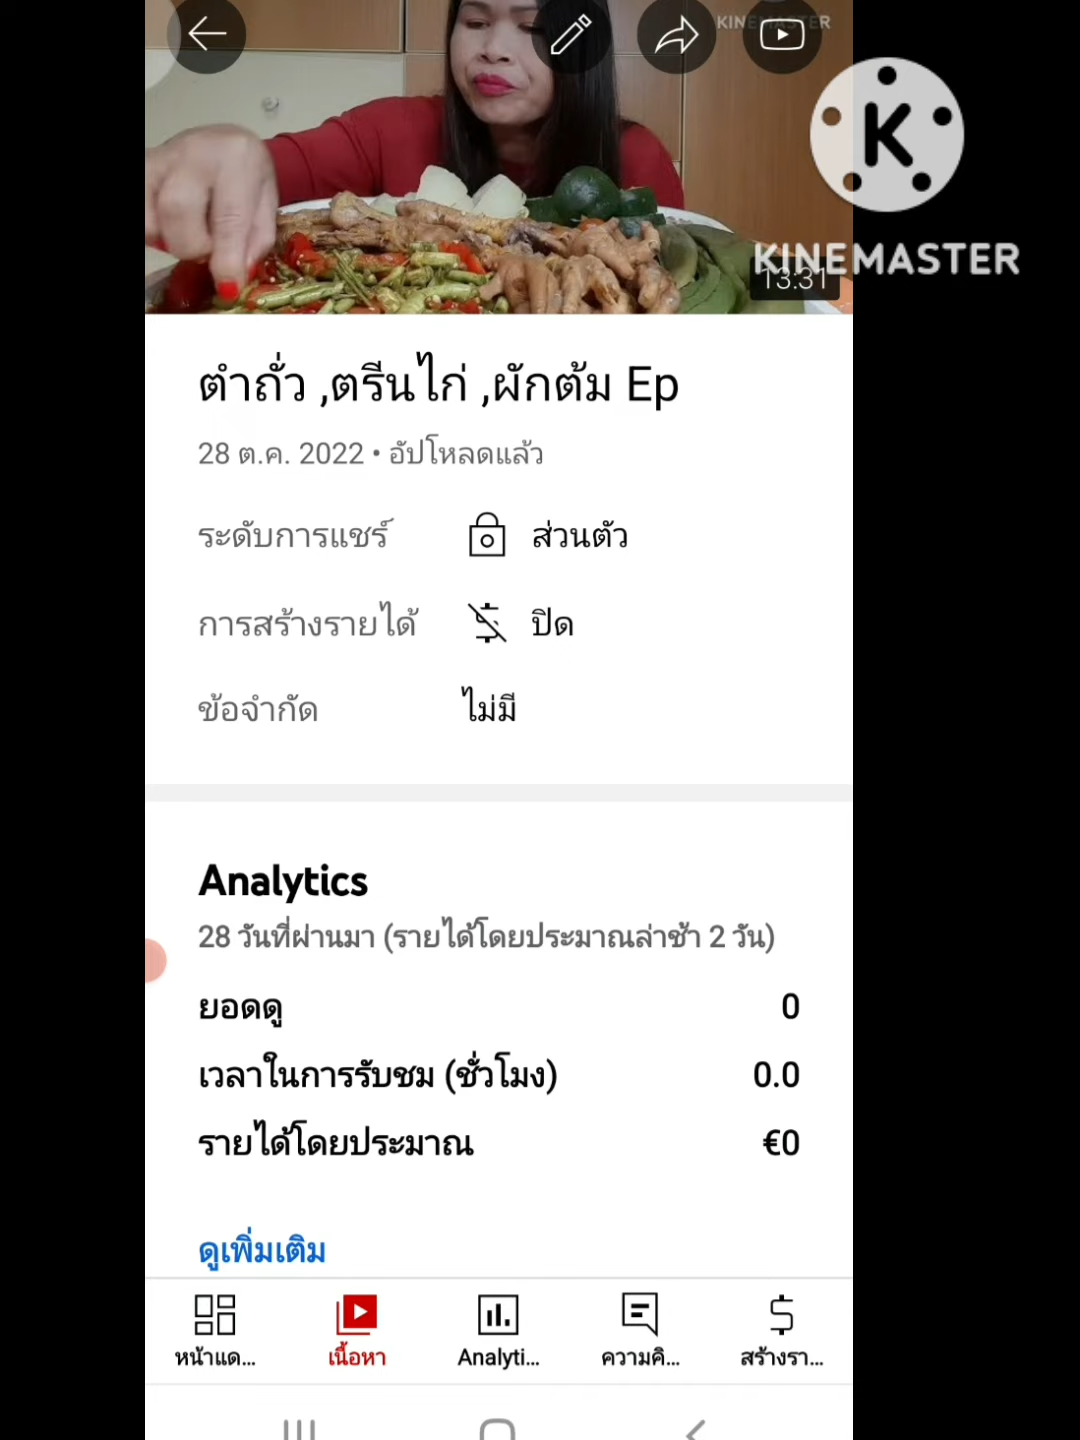 KINEMASTER
K
KINEMASTER
13:31
ตำถั่ว ,ตรีนไก่ ,ผักต้ม Ep
28 ต.ค. 2022 • อัปโหลดแล้ว
ระดับการแชร์ ส่วนตัว
การสร้างรายได้ ปิด
ข้อจำกัด ไม่มี
Analytics
28 วันที่ผ่านมา (รายได้โดยประมาณล่าช้า 2 วัน)
ยอดดู 0
เวลาในการรับชม (ชั่วโมง) 0.0
รายได้โดยประมาณ €0
ดูเพิ่มเติม
หน้าแด... เนื้อหา Analyti... ความคิ... สร้างรา...